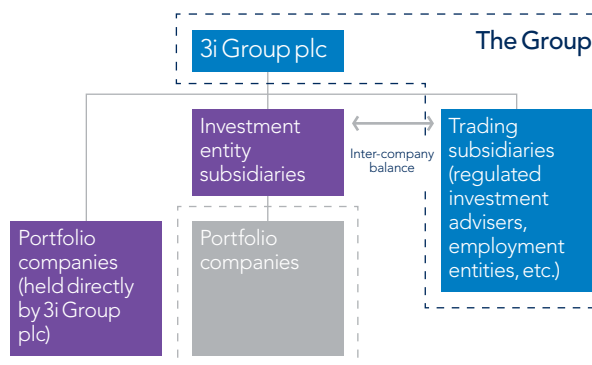 3i Group plc
The Group
Investment
entity
subsidiaries
Inter-company
balance
Trading
subsidiaries
(regulated
investment
advisers,
employment
entities, etc.)
Portfolio
companies
(held directly
by 3i Group
plc)
Portfolio
companies